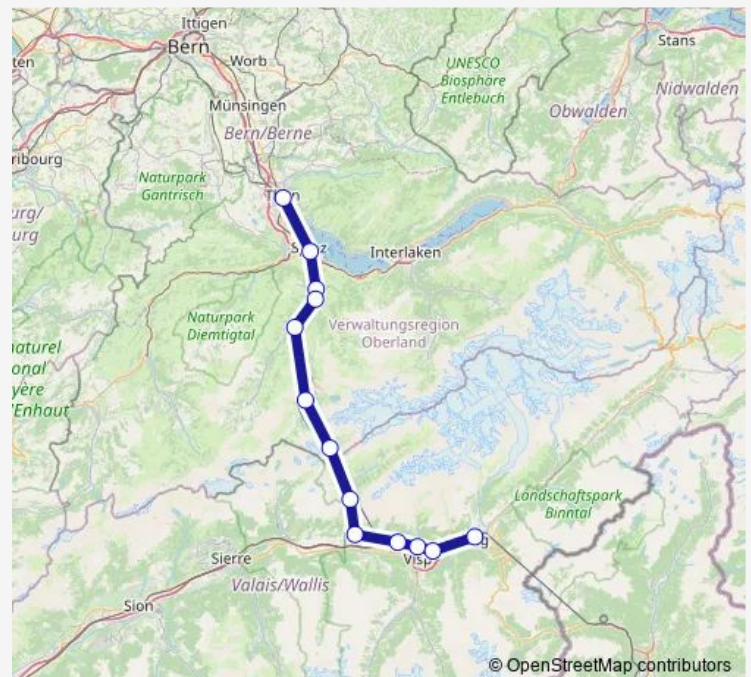 Ittigen
Bern
ten
Worb
Stans
UNESCO
Biosphäre
Entlebuch
Nidwalden
Münsingen
Obwalden
Bern/Berne
ribourg
Naturpark
Gantrisch
urg/
urg
Interlaken
Naturpark
Diemtigtal
Verwaltungsregion
Oberland
naturel
onal
yère
'Enhaut
Landschaftspark
Binntal
Sierre
Visp
Valais/Wallis
Sion
© OpenStreetMap contributors